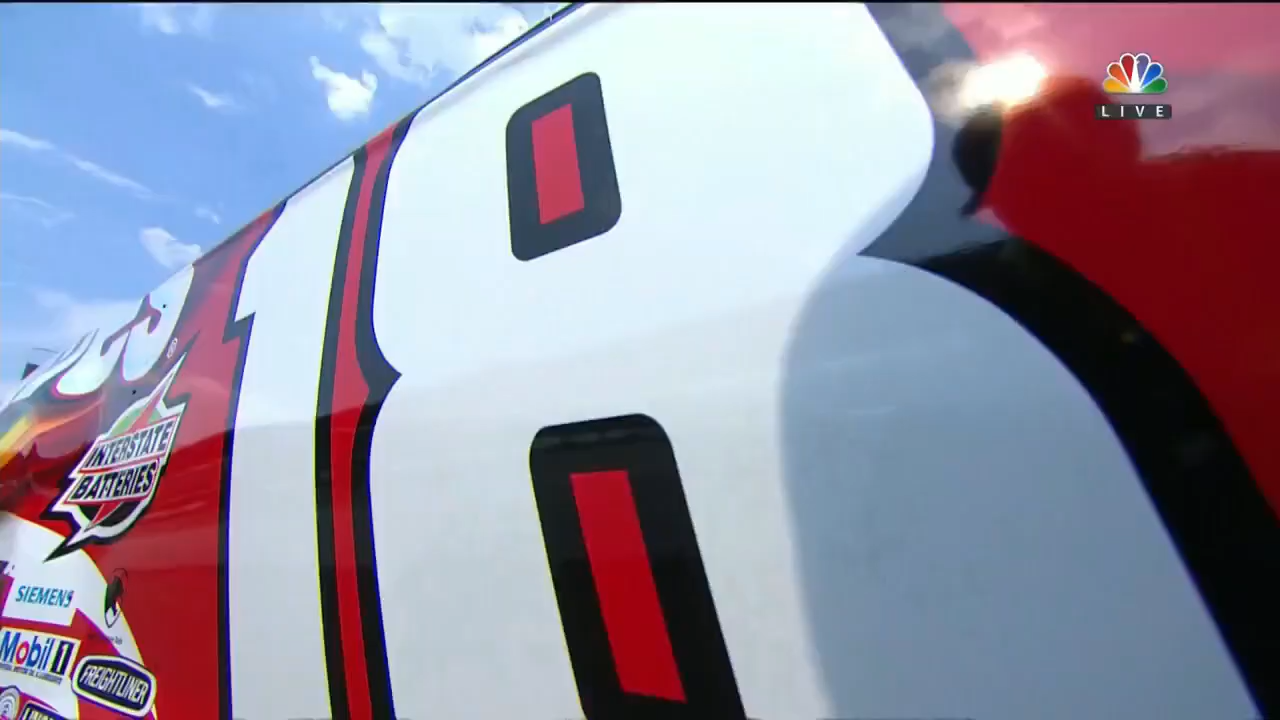 LIVE
18
INTERSTATE
BATTERIES
SIEMENS
Mobil 1
FREIGHTLINER